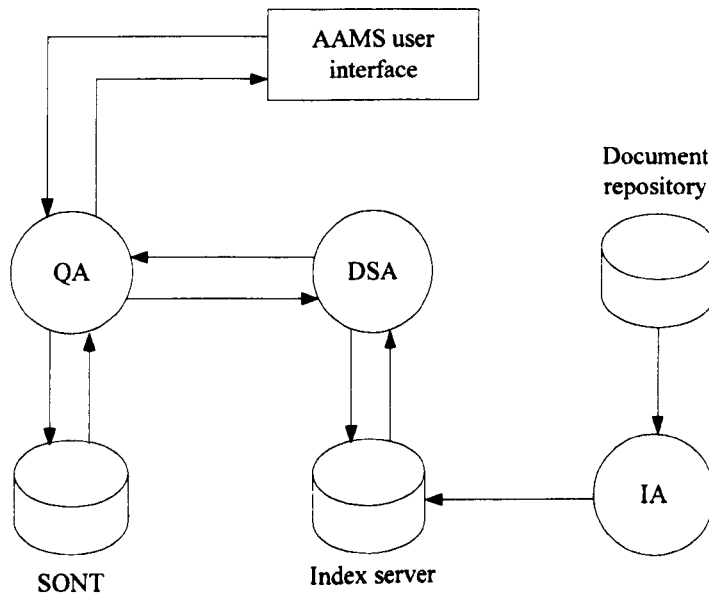 AAMS user
interface
Document
repository
QA
DSA
IA
SONT
Index server